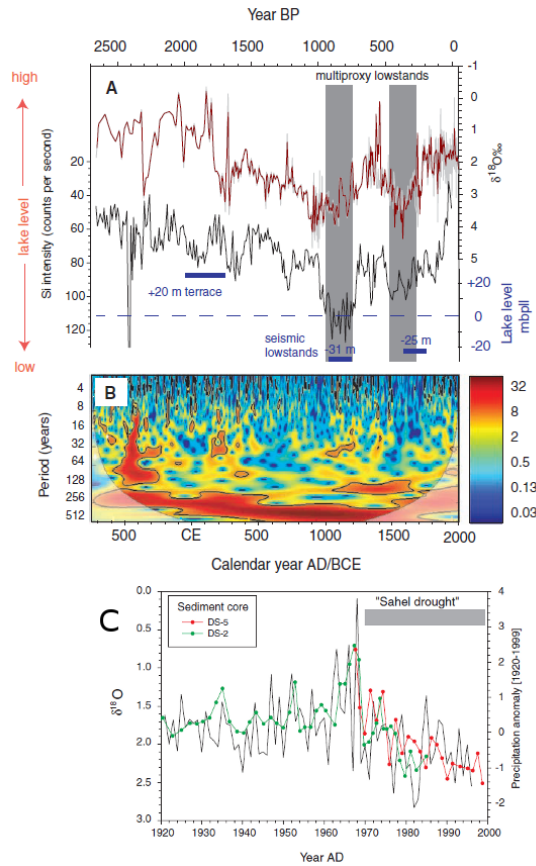 Year BP
2500 2000 1500 1000 500 0
high
lake level
low
A
multiproxy lowstands
Si intensity (counts per second)
20
40
60
80
100
120
-1
0
1
2
3
4
5
δ18O‰
+20
0
-20
Lake level
mbpll
+20 m terrace
seismic
lowstands
-31 m
-25 m
B
Period (years)
4
8
16
32
64
128
256
512
32
8
2
0.5
0.13
0.03
500 CE 500 1000 1500 2000
Calendar year AD/BCE
C
"Sahel drought"
Sediment core
DS-5
DS-2
δ18O
0.0
0.5
1.0
1.5
2.0
2.5
3.0
4
3
2
1
0
-1
-2
Precipitation anomaly [1920-1999]
1920 1930 1940 1950 1960 1970 1980 1990 2000
Year AD